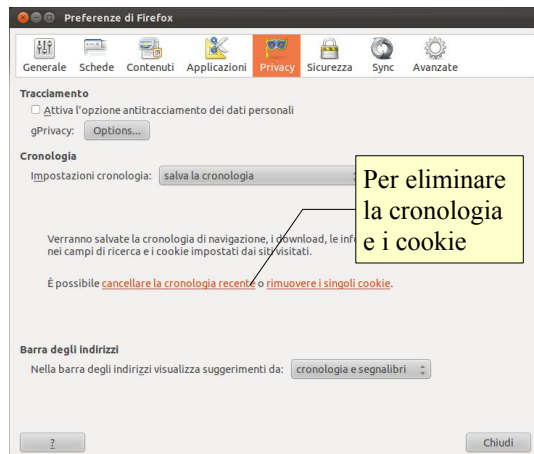 Preferenze di Firefox
Generale Schede Contenuti Applicazioni Privacy Sicurezza Sync Avanzate
Tracciamento
Attiva l'opzione antitracciamento dei dati personali
gPrivacy: Options...
Cronologia
Impostazioni cronologia: salva la cronologia
Per eliminare
la cronologia
e i cookie
Verranno salvate la cronologia di navigazione, i download, le
nei campi di ricerca e i cookie impostati dai siti visitati.
È possibile cancellare la cronologia recente o rimuovere i singoli cookie.
Barra degli indirizzi
Nella barra degli indirizzi visualizza suggerimenti da: cronologia e segnalibri
?
Chiudi